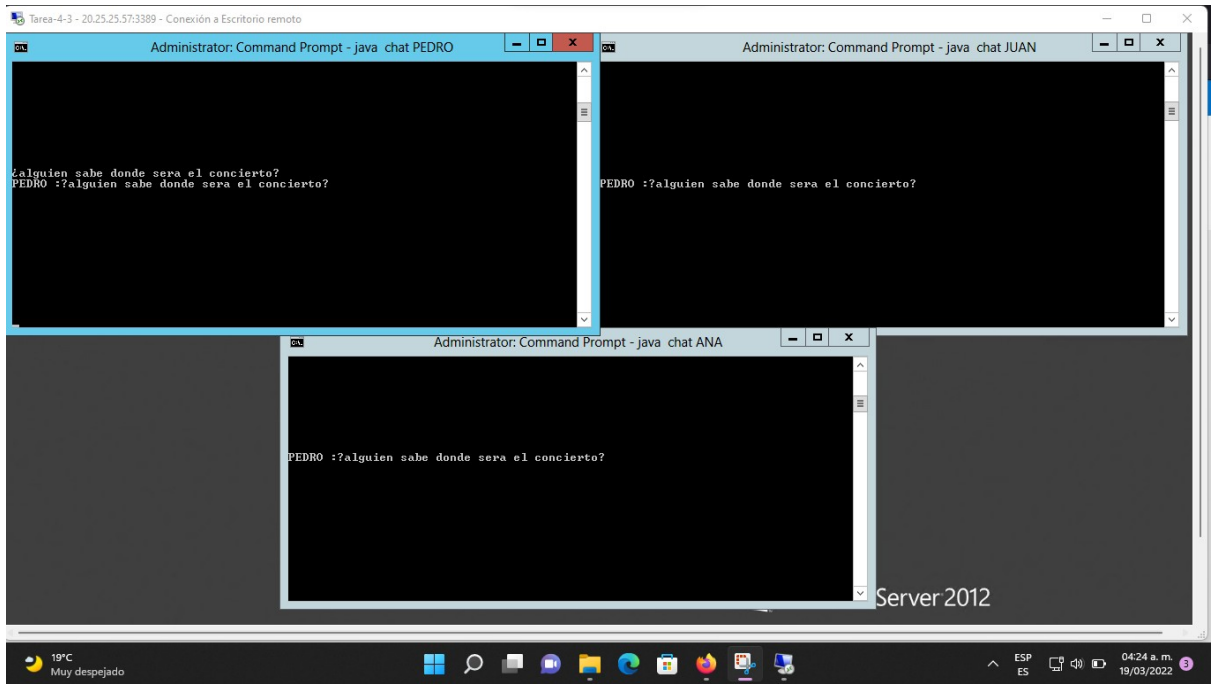 Tarea-4-3 - 20.25.25.57:3389 - Conexión a Escritorio remoto
Administrator: Command Prompt - java chat PEDRO
Administrator: Command Prompt - java chat JUAN
¿alguien sabe donde sera el concierto?
PEDRO :?alguien sabe donde sera el concierto?
PEDRO :?alguien sabe donde sera el concierto?
Administrator: Command Prompt - java chat ANA
PEDRO :?alguien sabe donde sera el concierto?
Server 2012
19°C
Muy despejado
ESP
ES
04:24 a. m.
19/03/2022
3